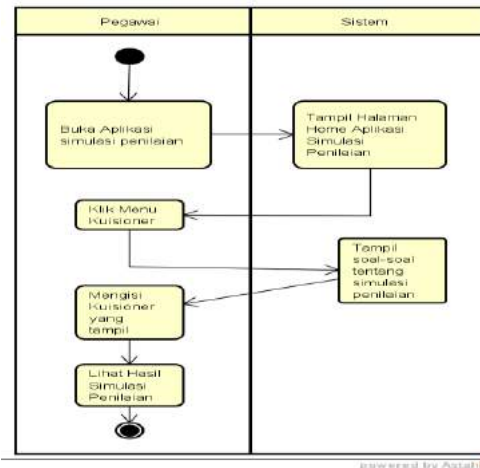 Pegawai
Sistem
Buka Aplikasi
simulasi penilaian
Tampil Halaman
Home Aplikasi
Simulasi
Penilaian
Klik Menu
Kuisioner
Tampil
soal-soal
tentang
simulasi
penilaian
Mengisi
Kuisioner
yang
tampil
Lihat Hasil
Simulasi
Penilaian
powered by Astah